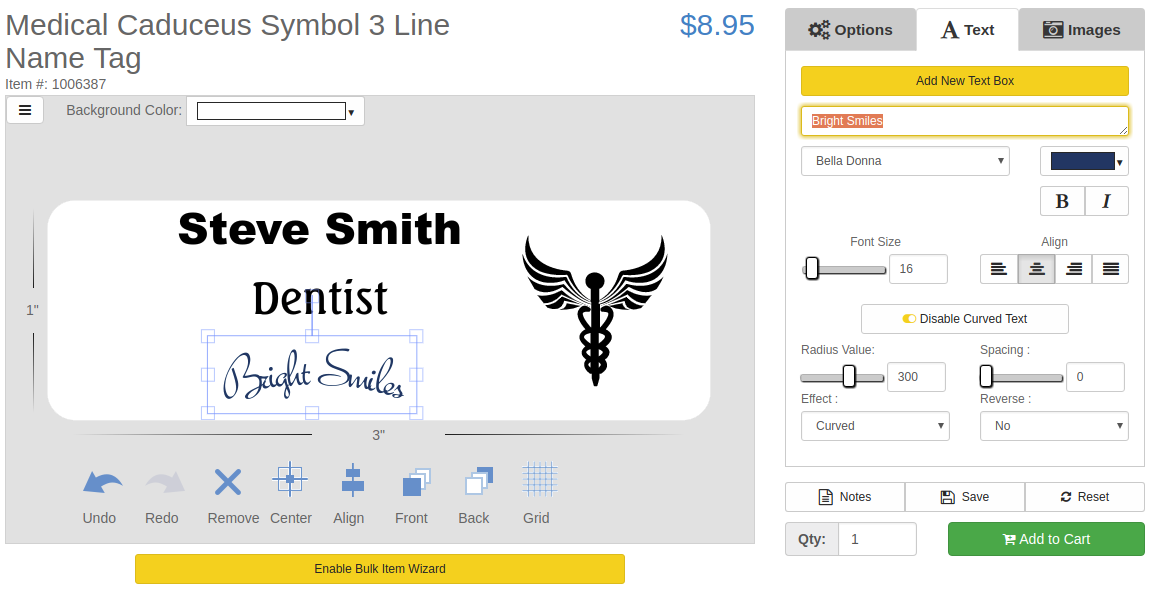 Medical Caduceus Symbol 3 Line
Name Tag
$8.95
Item #: 1006387
Background Color:
Steve Smith
Dentist
Bright Smiles
1"
3"
Undo Redo Remove Center Align Front Back Grid
Enable Bulk Item Wizard
Options Text Images
Add New Text Box
Bright Smiles
Bella Donna
B I
Font Size Align
16
Disable Curved Text
Radius Value: Spacing :
300 0
Effect : Reverse :
Curved No
Notes Save Reset
Qty: 1 Add to Cart